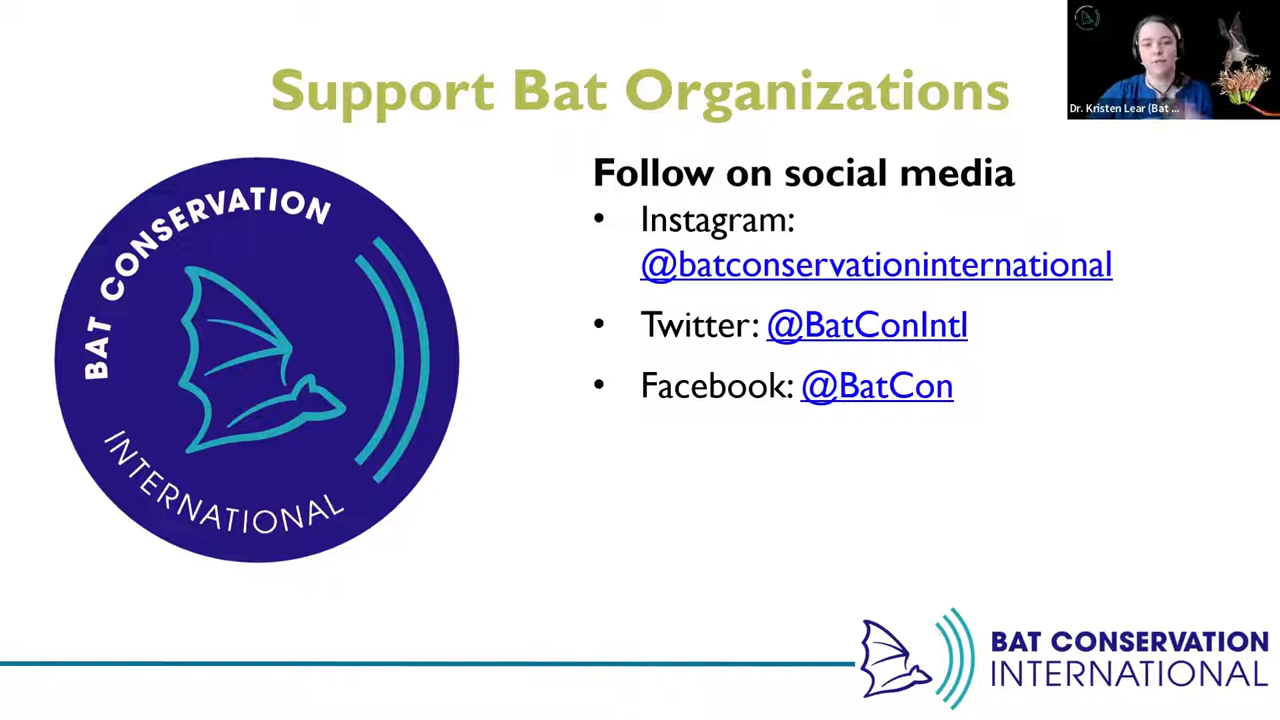 Support Bat Organizations
Dr. Kristen Lear (Bat ...
BAT CONSERVATION
INTERNATIONAL
Follow on social media
• Instagram:
@batconservationinternational
• Twitter: @BatConIntl
• Facebook: @BatCon
BAT CONSERVATION
INTERNATIONAL